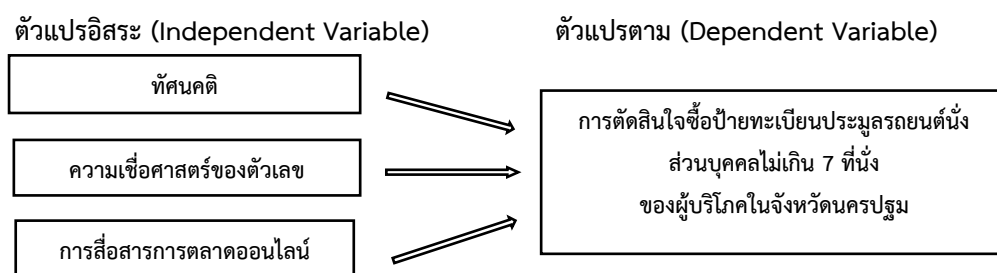 ตัวแปรอิสระ (Independent Variable)
ตัวแปรตาม (Dependent Variable)
ทัศนคติ
ความเชื่อศาสตร์ของตัวเลข
การสื่อสารการตลาดออนไลน์
การตัดสินใจซื้อป้ายทะเบียนประมูลรถยนต์นั่ง
ส่วนบุคคลไม่เกิน 7 ที่นั่ง
ของผู้บริโภคในจังหวัดนครปฐม